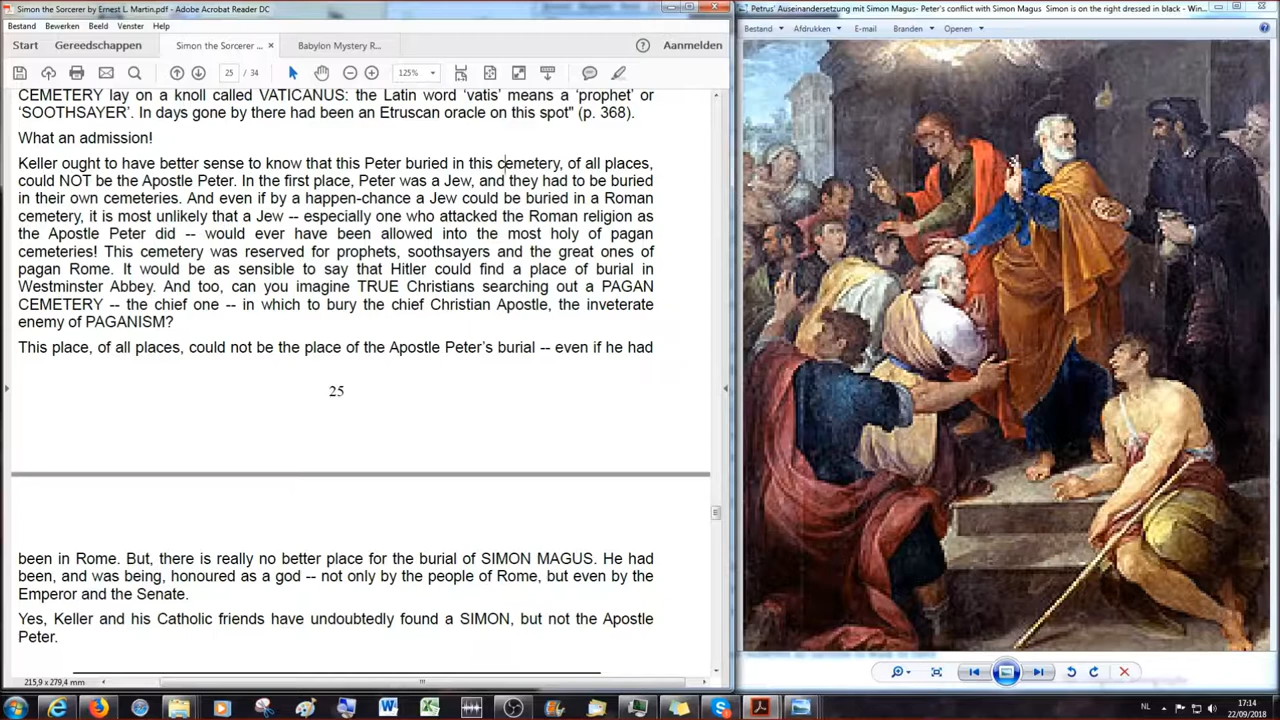 Simon the Sorcerer by Ernest L. Martin.pdf - Adobe Acrobat Reader DC
Bestand Bewerken Beeld Venster Help
Start Gereedschappen Simon the Sorcerer ... × Babylon Mystery R... Aanmelden
25 / 34 125%
CEMETERY lay on a knoll called VATICANUS: the Latin word 'vatis' means a 'prophet' or
'SOOTHSAYER'. In days gone by there had been an Etruscan oracle on this spot" (p. 368).
What an admission!
Keller ought to have better sense to know that this Peter buried in this cemetery, of all places,
could NOT be the Apostle Peter. In the first place, Peter was a Jew, and they had to be buried
in their own cemeteries. And even if by a happen-chance a Jew could be buried in a Roman
cemetery, it is most unlikely that a Jew -- especially one who attacked the Roman religion as
the Apostle Peter did -- would ever have been allowed into the most holy of pagan
cemeteries! This cemetery was reserved for prophets, soothsayers and the great ones of
pagan Rome. It would be as sensible to say that Hitler could find a place of burial in
Westminster Abbey. And too, can you imagine TRUE Christians searching out a PAGAN
CEMETERY -- the chief one -- in which to bury the chief Christian Apostle, the inveterate
enemy of PAGANISM?
This place, of all places, could not be the place of the Apostle Peter's burial -- even if he had
25
been in Rome. But, there is really no better place for the burial of SIMON MAGUS. He had
been, and was being, honoured as a god -- not only by the people of Rome, but even by the
Emperor and the Senate.
Yes, Keller and his Catholic friends have undoubtedly found a SIMON, but not the Apostle
Peter.
215,9 x 279,4 mm
Petrus' Auseinandersetzung mit Simon Magus- Peter's conflict with Simon Magus Simon is on the right dressed in black - Win...
Bestand Afdrukken E-mail Branden Openen
NL 17:14
22/09/2018